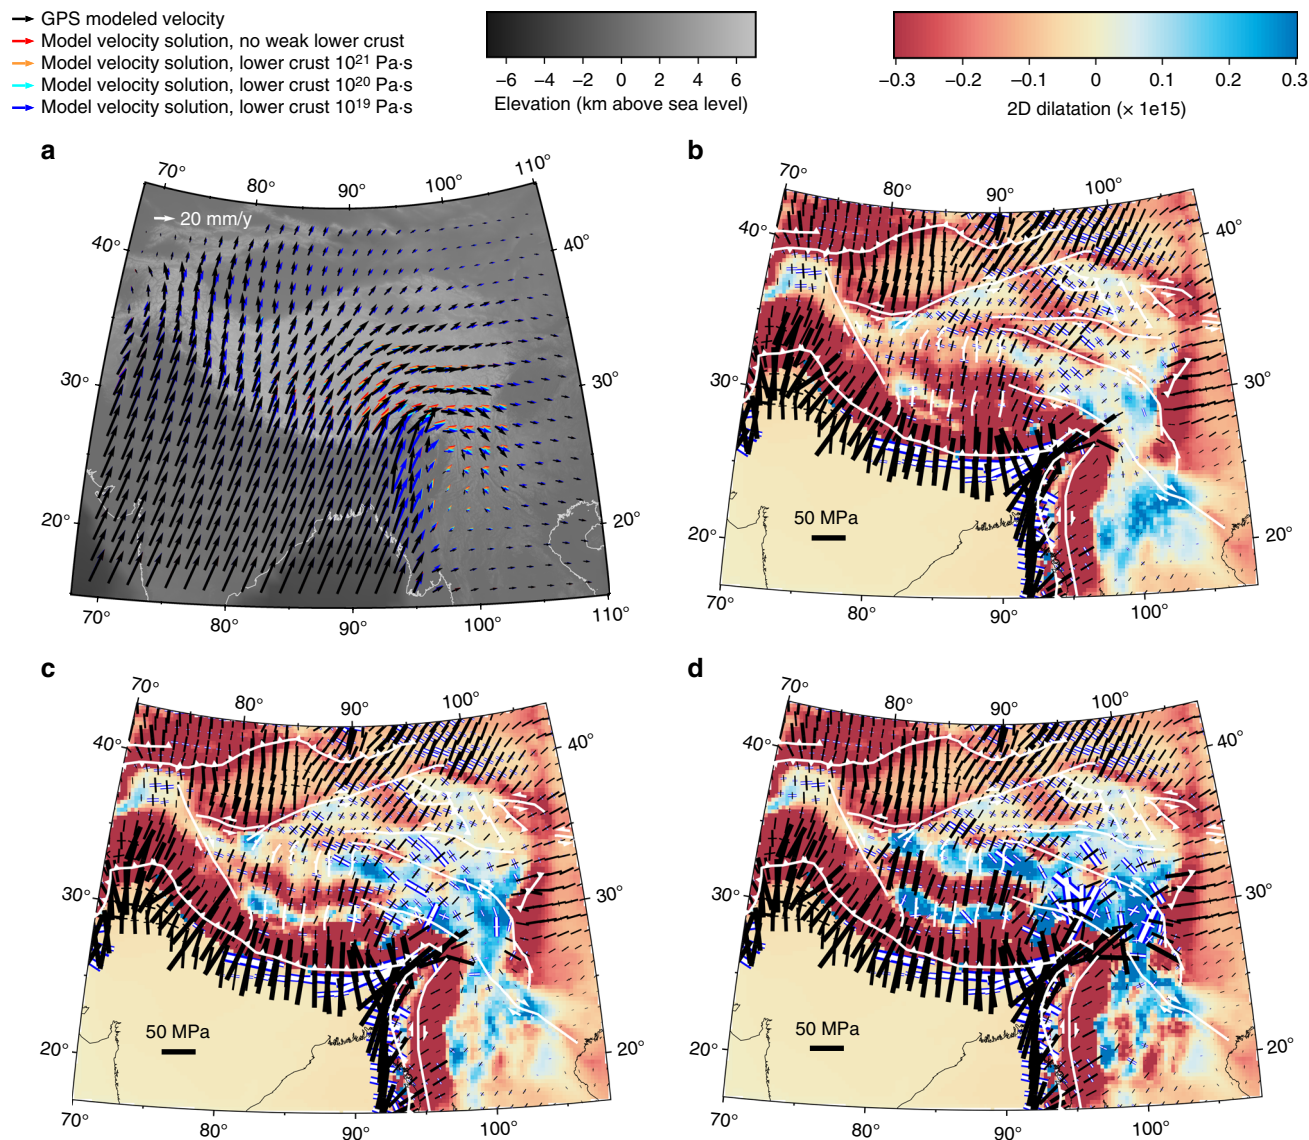 GPS modeled velocity
Model velocity solution, no weak lower crust
Model velocity solution, lower crust 10²¹ Pa·s
Model velocity solution, lower crust 10²⁰ Pa·s
Model velocity solution, lower crust 10¹⁹ Pa·s
−6 −4 −2 0 2 4 6
Elevation (km above sea level)
−0.3 −0.2 −0.1 0 0.1 0.2 0.3
2D dilatation (× 1e15)
a
70° 80° 90° 100° 110°
20 mm/y
40° 40°
30° 30°
20° 20°
70° 80° 90° 100° 110°
b
70° 80° 90° 100°
40° 40°
30° 30°
50 MPa
20° 20°
70° 80° 90° 100°
c
70° 80° 90° 100°
40° 40°
30° 30°
50 MPa
20° 20°
70° 80° 90° 100°
d
70° 80° 90° 100°
40° 40°
30° 30°
50 MPa
20° 20°
70° 80° 90° 100°